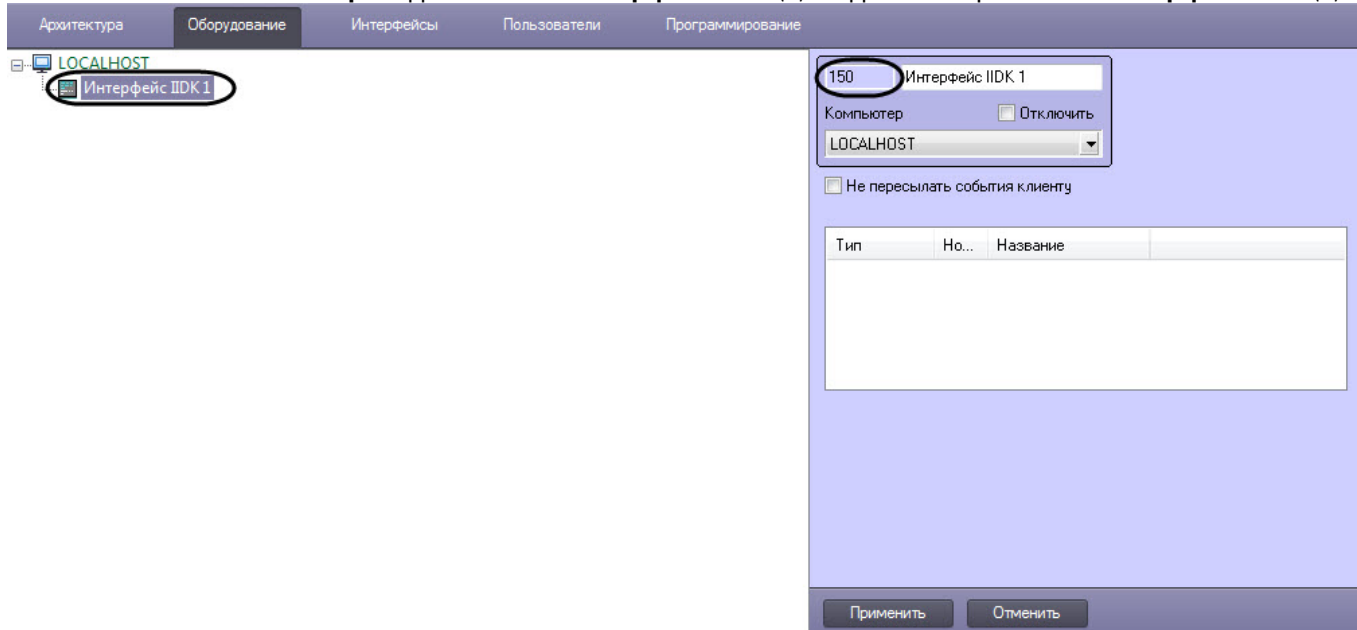 Архитектура Оборудование Интерфейсы Пользователи Программирование
LOCALHOST
Интерфейс IIDK 1
150 Интерфейс IIDK 1
Компьютер Отключить
LOCALHOST
Не пересылать события клиенту
Тип Но... Название
Применить Отменить